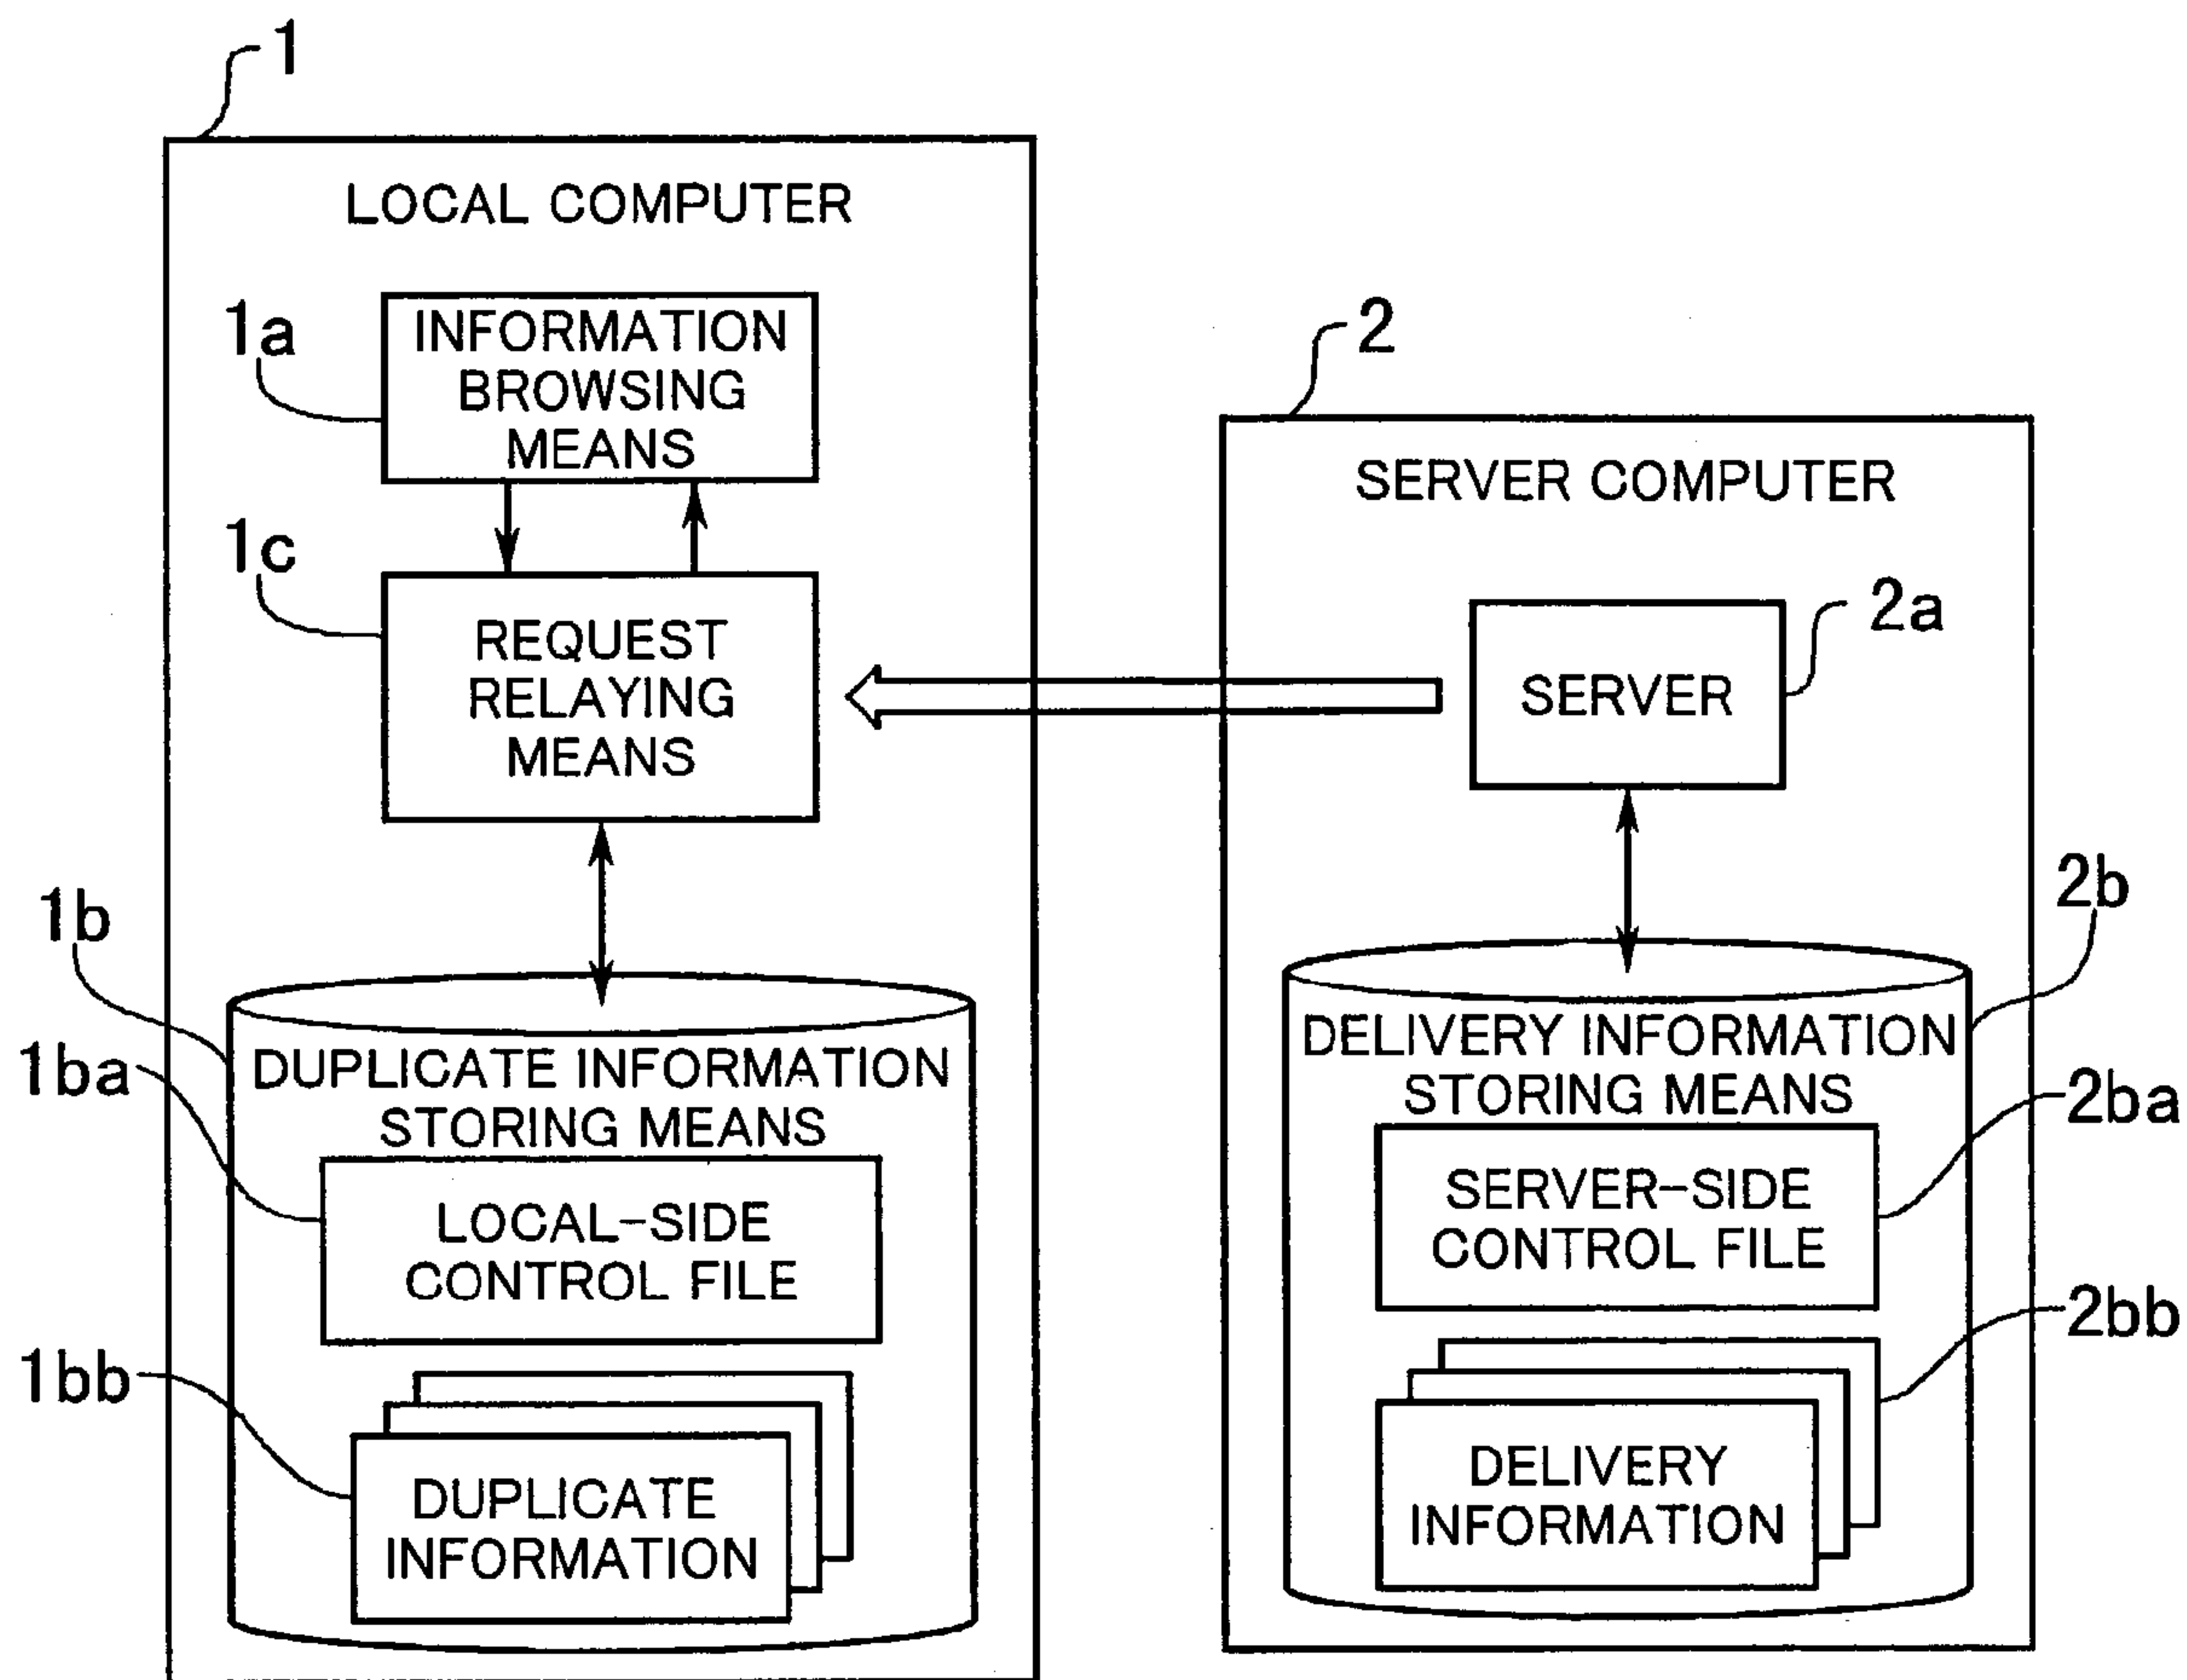 1
LOCAL COMPUTER
1a
INFORMATION
BROWSING
MEANS
1c
REQUEST
RELAYING
MEANS
1b
DUPLICATE INFORMATION
STORING MEANS
1ba
LOCAL-SIDE
CONTROL FILE
1bb
DUPLICATE
INFORMATION
2
SERVER COMPUTER
2a
SERVER
2b
DELIVERY INFORMATION
STORING MEANS
2ba
SERVER-SIDE
CONTROL FILE
2bb
DELIVERY
INFORMATION